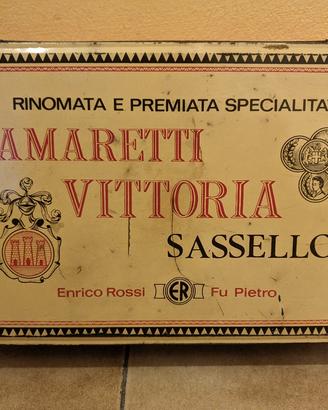 RINOMATA E PREMIATA SPECIALITA
AMARETTI
VITTORIA
SASSELLO
Enrico Rossi ER Fu Pietro